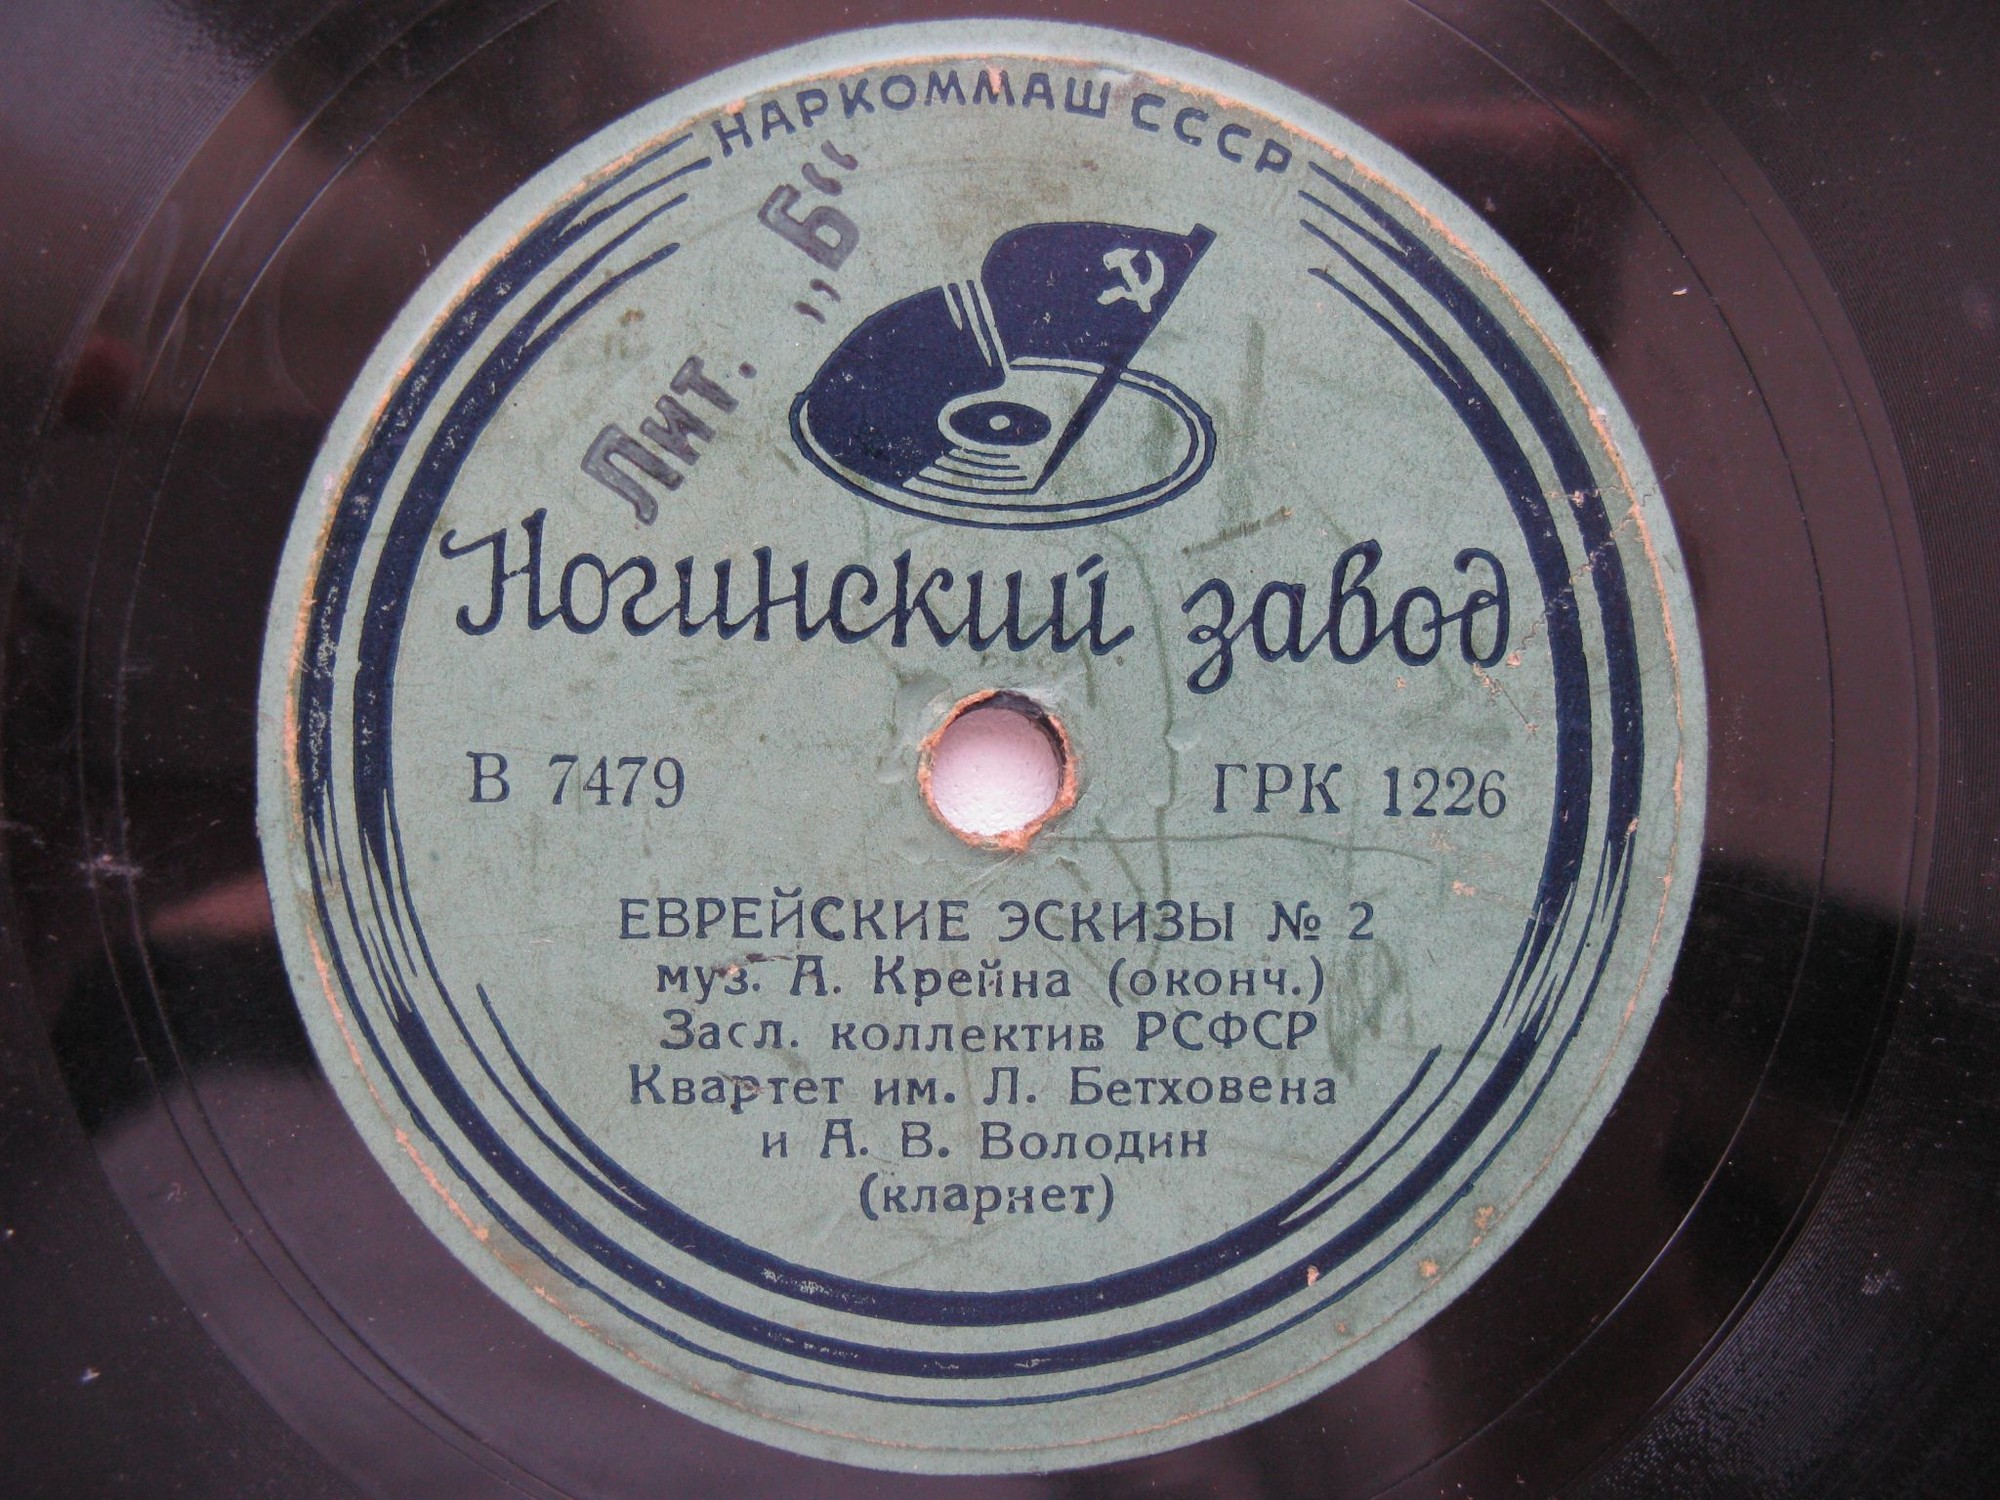 НАРКОММАШ СССР
Лит. „Б“
Ногинский завод
В 7479
ГРК 1226
ЕВРЕЙСКИЕ ЭСКИЗЫ № 2
муз. А. Крейна (оконч.)
Засл. коллектив РСФСР
Квартет им. Л. Бетховена
и А. В. Володин
(кларнет)